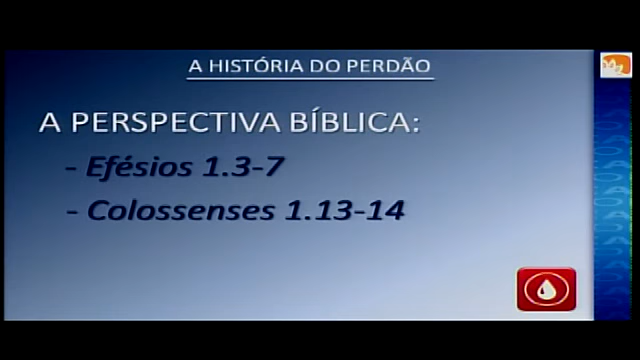 A HISTÓRIA DO PERDÃO
A PERSPECTIVA BÍBLICA:
- Efésios 1.3-7
- Colossenses 1.13-14